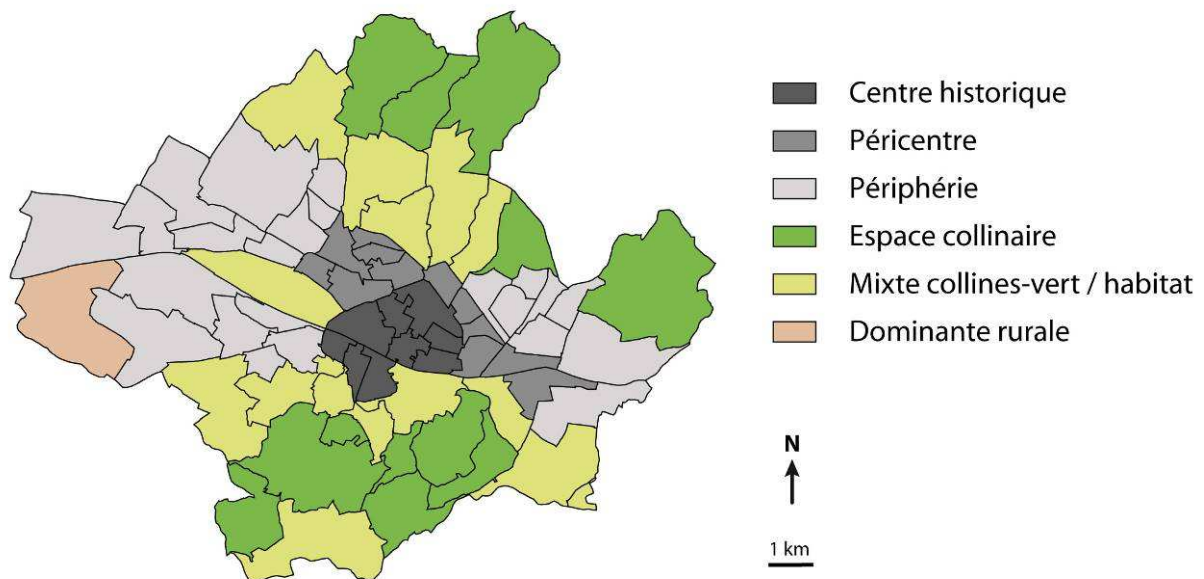 Centre historique
Péricentre
Périphérie
Espace collinaire
Mixte collines-vert / habitat
Dominante rurale
N
1 km